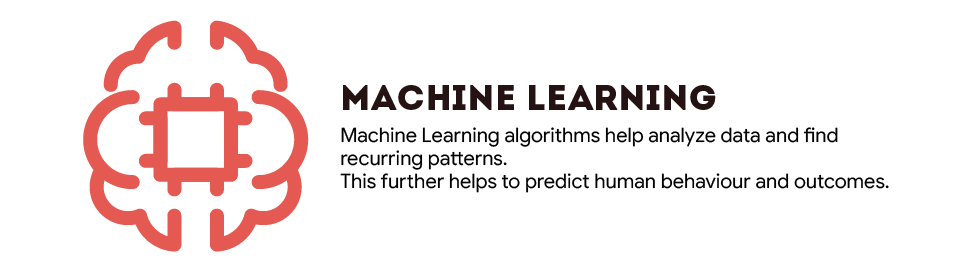 MACHINE LEARNING
Machine Learning algorithms help analyze data and find
recurring patterns.
This further helps to predict human behaviour and outcomes.